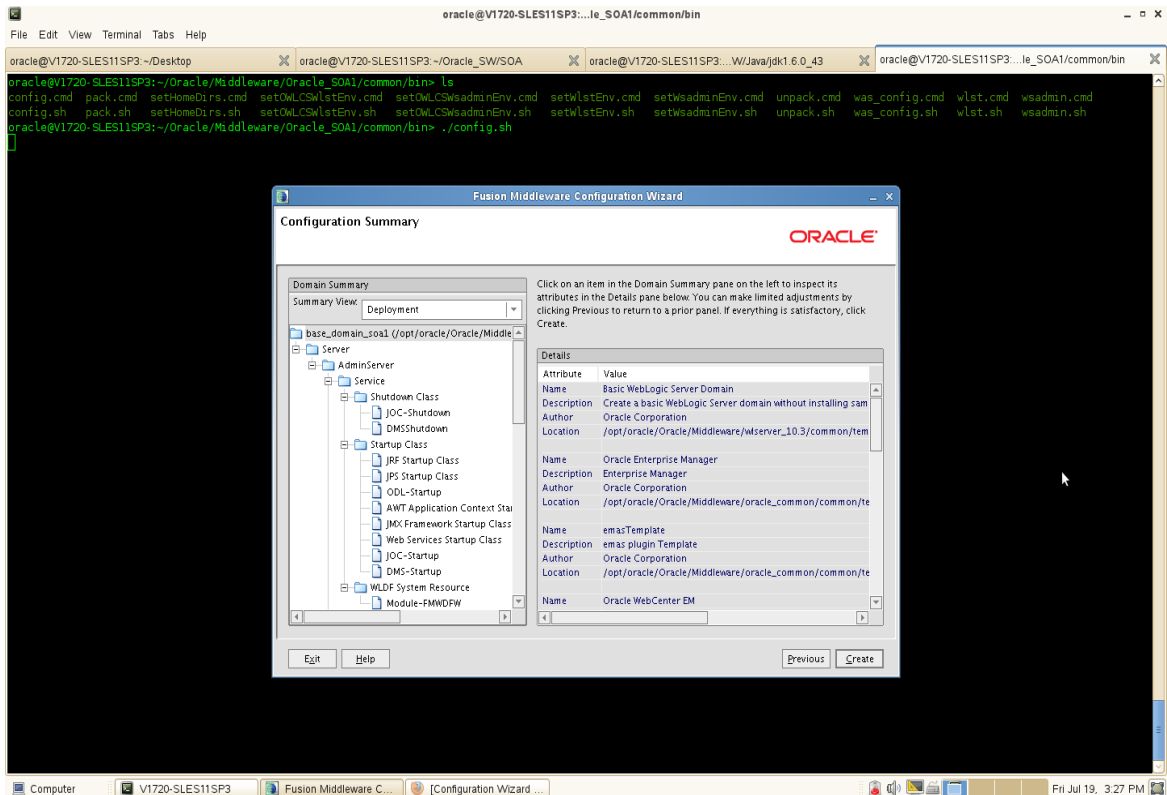 oracle@V1720-SLES11SP3:...le_SOA1/common/bin
File Edit View Terminal Tabs Help
oracle@V1720-SLES11SP3:~/Desktop
oracle@V1720-SLES11SP3:~/Oracle_SW/SOA
oracle@V1720-SLES11SP3:...W/Java/jdk1.6.0_43
oracle@V1720-SLES11SP3:...le_SOA1/common/bin
oracle@V1720-SLES11SP3:~/Oracle/Middleware/Oracle_SOA1/common/bin> ls
config.cmd pack.cmd setHomeDirs.cmd setOWLCSWlstEnv.cmd setOWLCSWsadminEnv.cmd setWlstEnv.cmd setWsadminEnv.cmd unpack.cmd was_config.cmd wlst.cmd wsadmin.cmd
config.sh pack.sh setHomeDirs.sh setOWLCSWlstEnv.sh setOWLCSWsadminEnv.sh setWlstEnv.sh setWsadminEnv.sh unpack.sh was_config.sh wlst.sh wsadmin.sh
oracle@V1720-SLES11SP3:~/Oracle/Middleware/Oracle_SOA1/common/bin> ./config.sh
Fusion Middleware Configuration Wizard
Configuration Summary
ORACLE
Domain Summary
Summary View: Deployment
base_domain_soa1 (/opt/oracle/Oracle/Middle
Server
AdminServer
Service
Shutdown Class
JOC-Shutdown
DMSShutdown
Startup Class
JRF Startup Class
JPS Startup Class
ODL-Startup
AWT Application Context Star
JMX Framework Startup Class
Web Services Startup Class
JOC-Startup
DMS-Startup
WLDF System Resource
Module-FMWDFW
Click on an item in the Domain Summary pane on the left to inspect its
attributes in the Details pane below. You can make limited adjustments by
clicking Previous to return to a prior panel. If everything is satisfactory, click
Create.
Details
Attribute Value
Name Basic WebLogic Server Domain
Description Create a basic WebLogic Server domain without installing sam
Author Oracle Corporation
Location /opt/oracle/Oracle/Middleware/wlserver_10.3/common/tem
Name Oracle Enterprise Manager
Description Enterprise Manager
Author Oracle Corporation
Location /opt/oracle/Oracle/Middleware/oracle_common/common/te
Name emasTemplate
Description emas plugin Template
Author Oracle Corporation
Location /opt/oracle/Oracle/Middleware/oracle_common/common/te
Name Oracle WebCenter EM
Exit Help Previous Create
Computer V1720-SLES11SP3 Fusion Middleware C... [Configuration Wizard ... Fri Jul 19, 3:27 PM